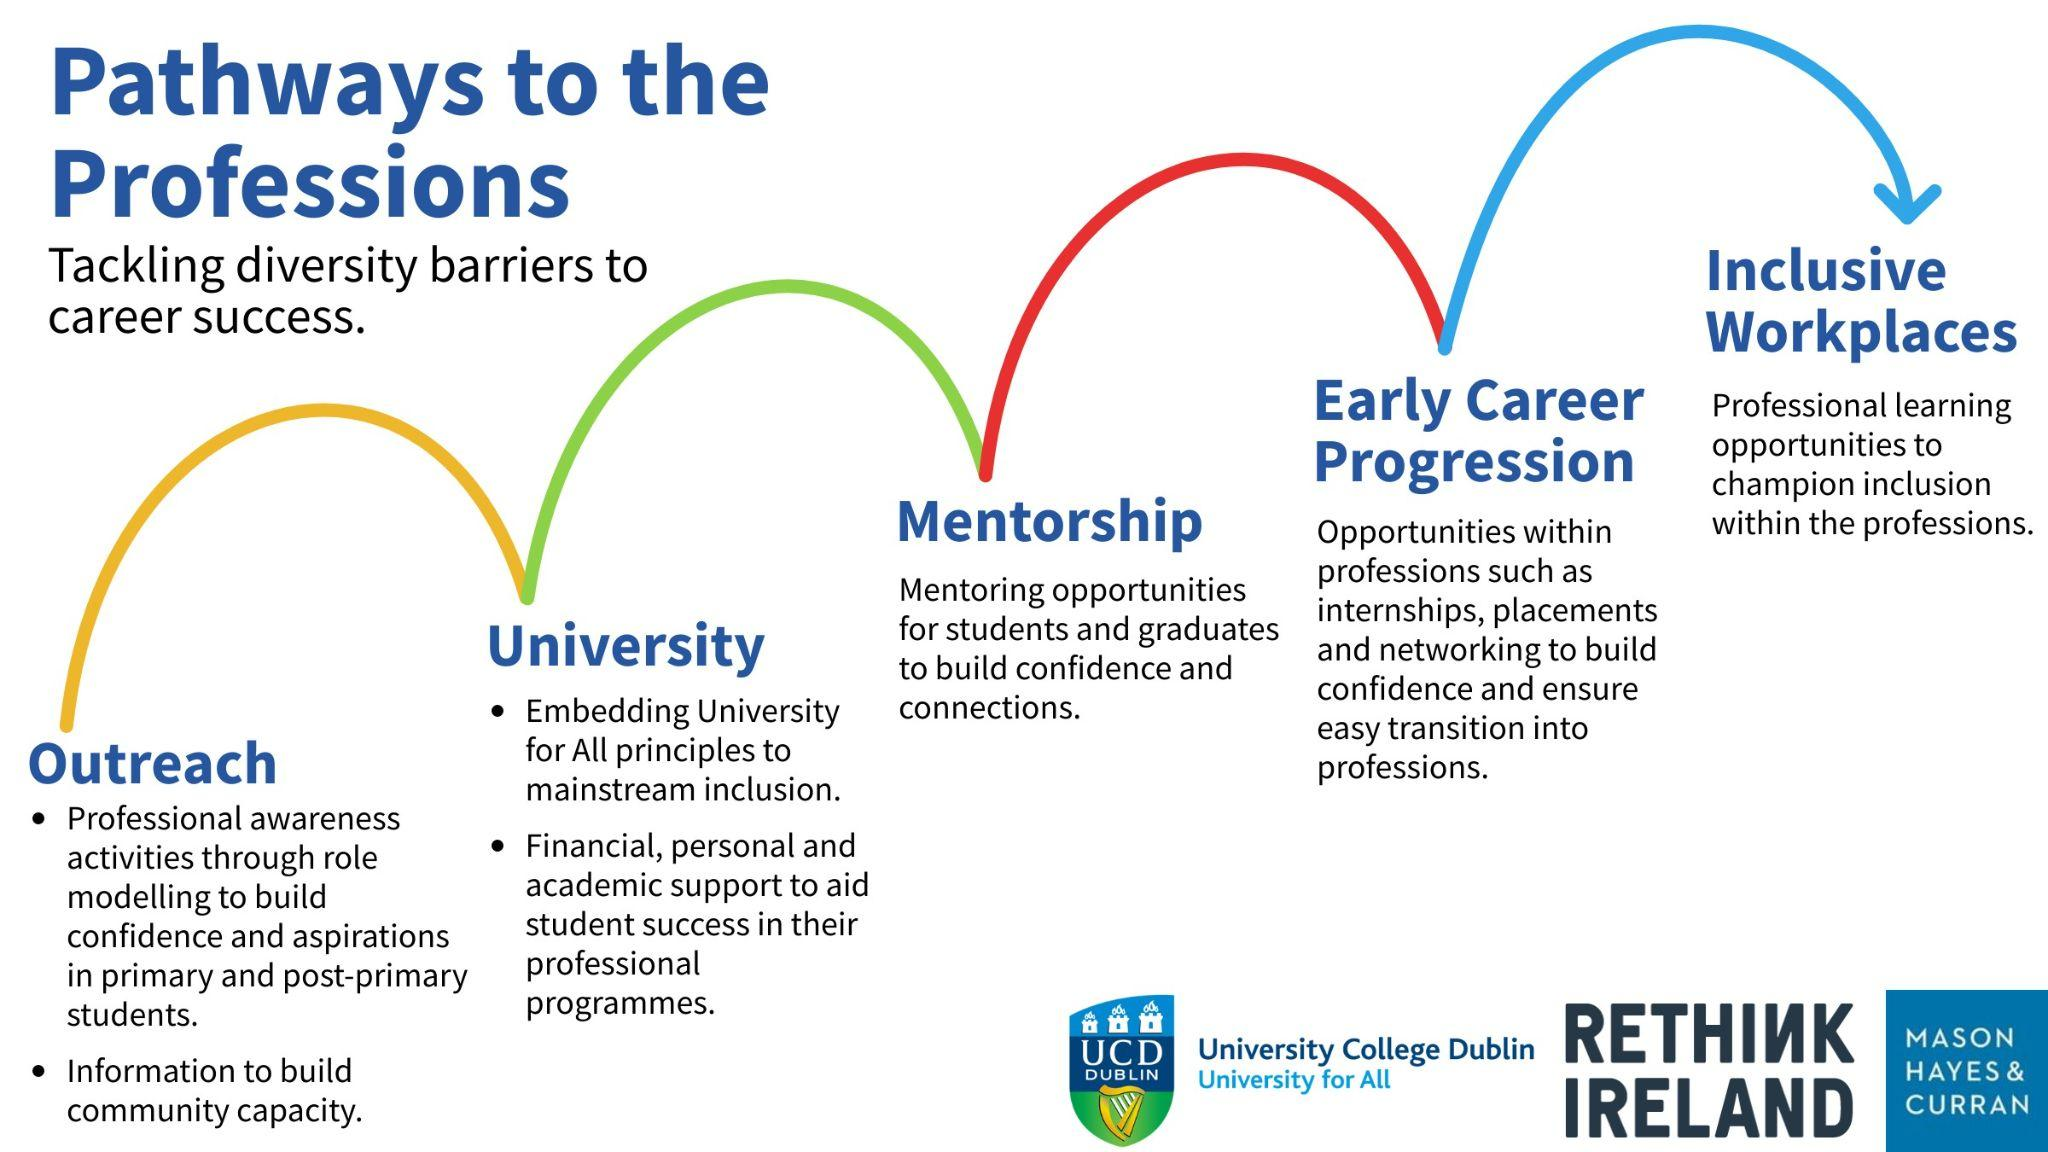 Pathways to the
Professions
Tackling diversity barriers to
career success.
Outreach
• Professional awareness
activities through role
modelling to build
confidence and aspirations
in primary and post-primary
students.
• Information to build
community capacity.
University
• Embedding University
for All principles to
mainstream inclusion.
• Financial, personal and
academic support to aid
student success in their
professional
programmes.
Mentorship
Mentoring opportunities
for students and graduates
to build confidence and
connections.
Early Career
Progression
Opportunities within
professions such as
internships, placements
and networking to build
confidence and ensure
easy transition into
professions.
Inclusive
Workplaces
Professional learning
opportunities to
champion inclusion
within the professions.
UCD
DUBLIN
University College Dublin
University for All
RETHINK
IRELAND
MASON
HAYES &
CURRAN